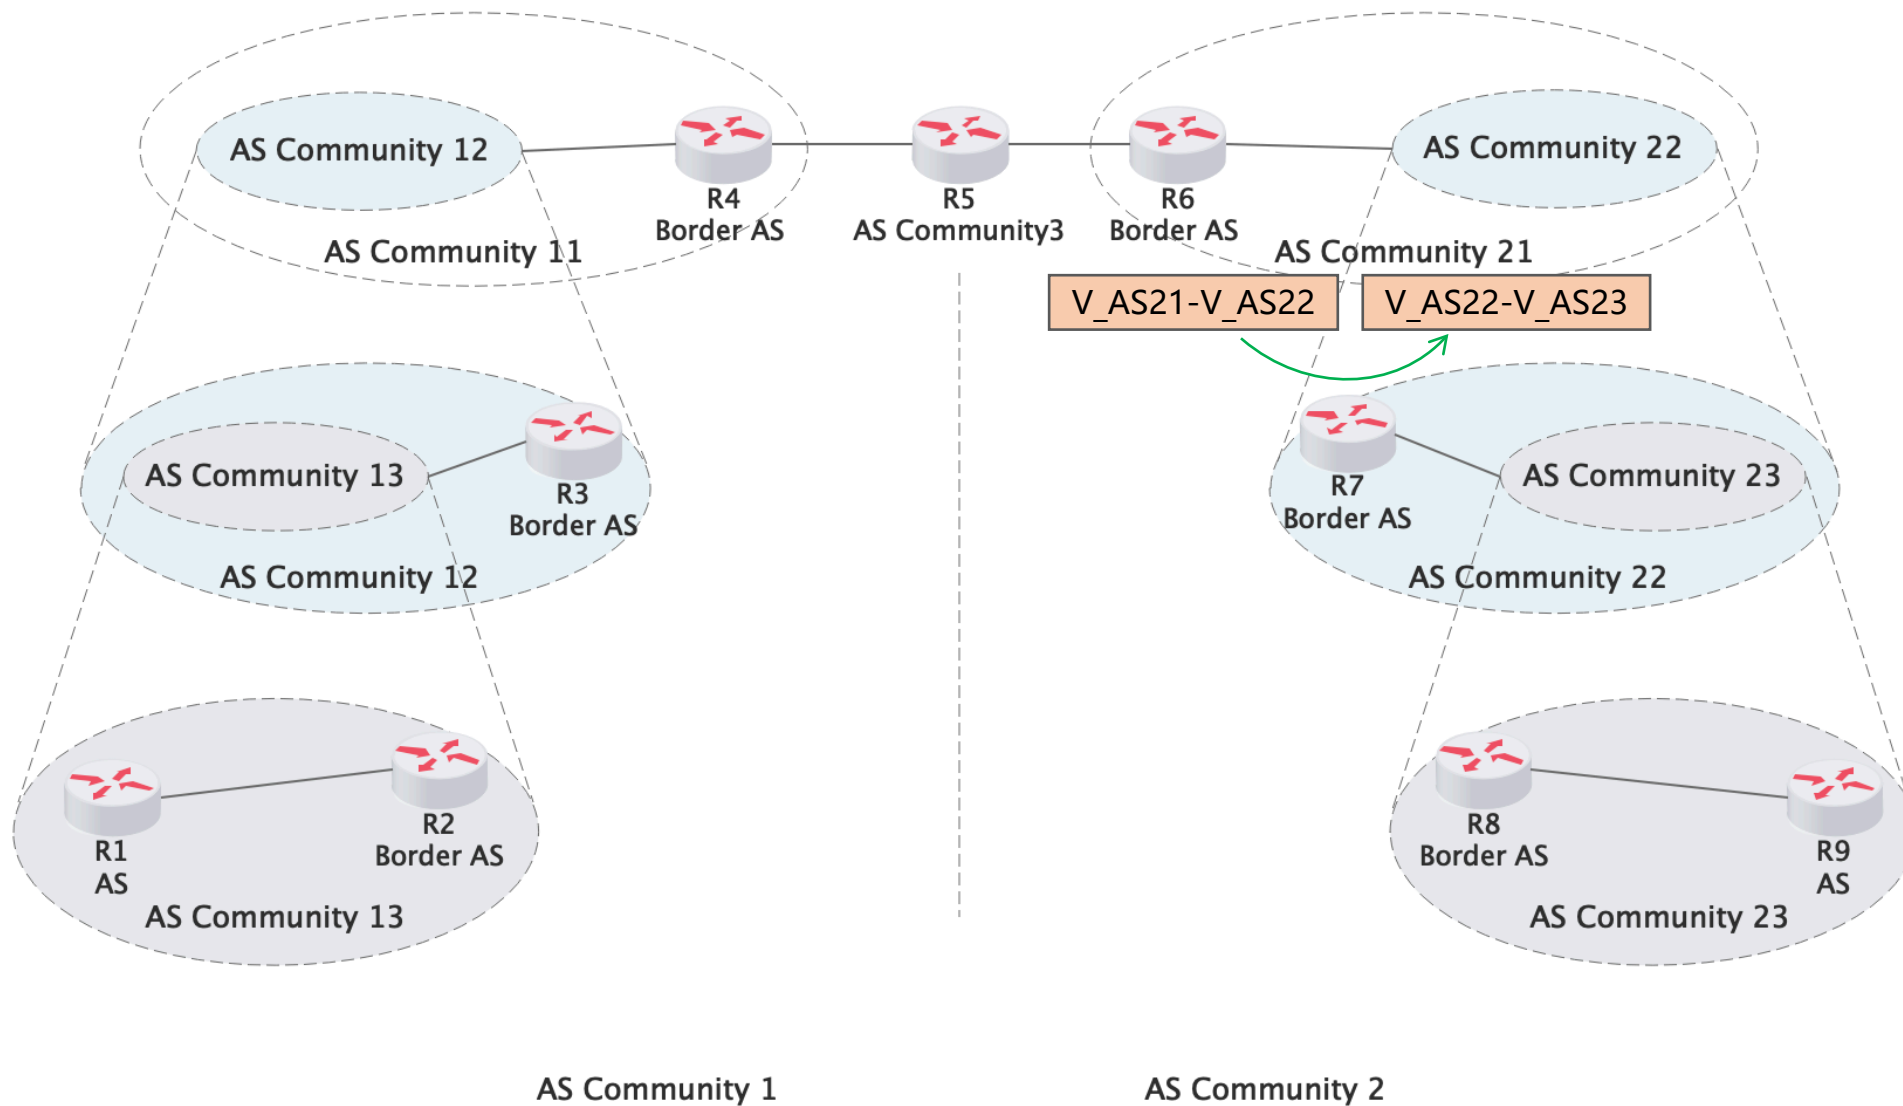 AS Community 12
AS Community 22
R4
Border AS
R5
AS Community3
R6
Border AS
AS Community 11
AS Community 21
V_AS21-V_AS22
V_AS22-V_AS23
AS Community 13
R3
Border AS
AS Community 12
R7
Border AS
AS Community 23
AS Community 22
R1
AS
R2
Border AS
AS Community 13
R8
Border AS
R9
AS
AS Community 23
AS Community 1
AS Community 2